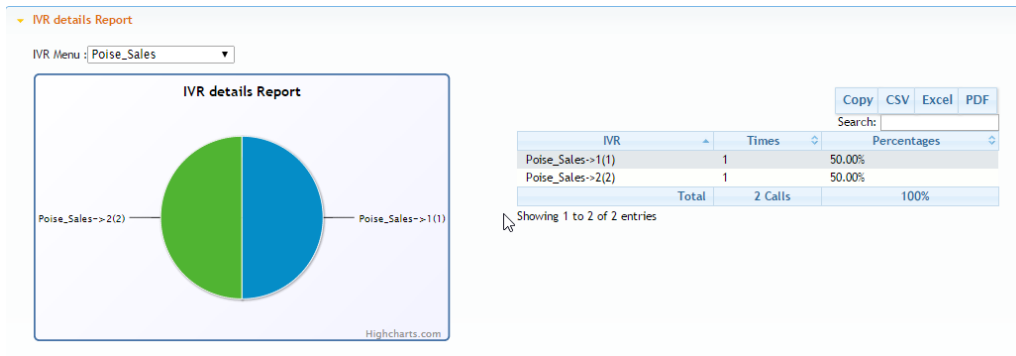 IVR details Report
IVR Menu : Poise_Sales
IVR details Report
Poise_Sales->2(2)
Poise_Sales->1(1)
Highcharts.com
Copy CSV Excel PDF
Search:
IVR Times Percentages
Poise_Sales->1(1) 1 50.00%
Poise_Sales->2(2) 1 50.00%
Total 2 Calls 100%
Showing 1 to 2 of 2 entries